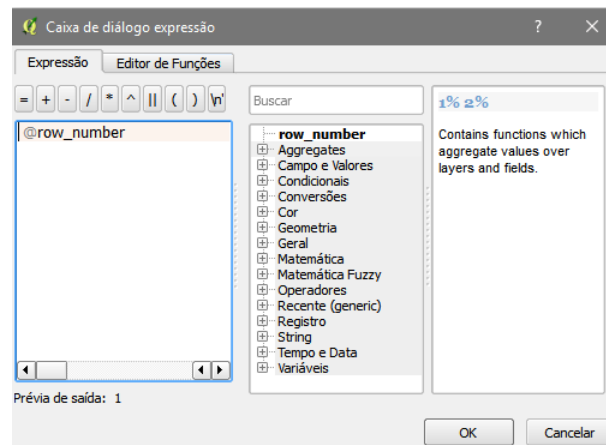 Caixa de diálogo expressão
?
Expressão
Editor de Funções
= + - / * ^ || ( ) \n'
@row_number
Prévia de saída: 1
Buscar
row_number
Aggregates
Campo e Valores
Condicionais
Conversões
Cor
Geometria
Geral
Matemática
Matemática Fuzzy
Operadores
Recente (generic)
Registro
String
Tempo e Data
Variáveis
1% 2%
Contains functions which
aggregate values over
layers and fields.
OK
Cancelar